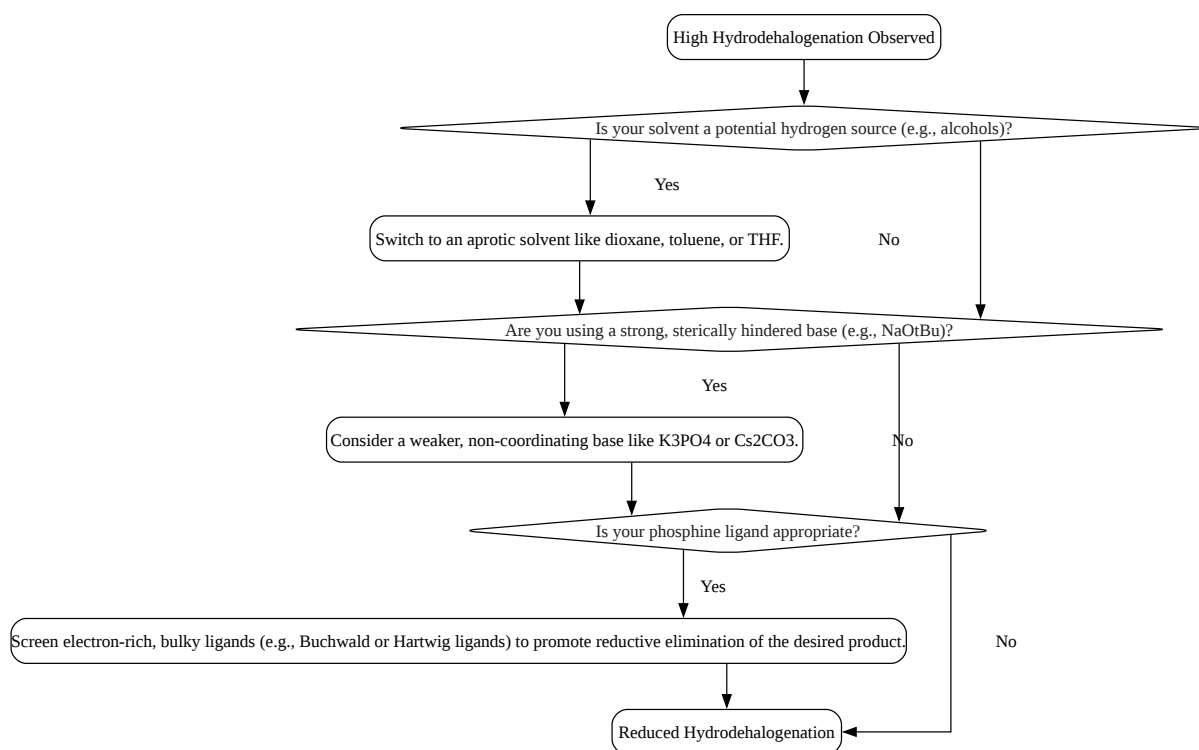 High Hydrodehalogenation Observed
Is your solvent a potential hydrogen source (e.g., alcohols)?
Yes
Switch to an aprotic solvent like dioxane, toluene, or THF.
No
Are you using a strong, sterically hindered base (e.g., NaOtBu)?
Yes
Consider a weaker, non-coordinating base like K3PO4 or Cs2CO3.
No
Is your phosphine ligand appropriate?
Yes
Screen electron-rich, bulky ligands (e.g., Buchwald or Hartwig ligands) to promote reductive elimination of the desired product.
No
Reduced Hydrodehalogenation